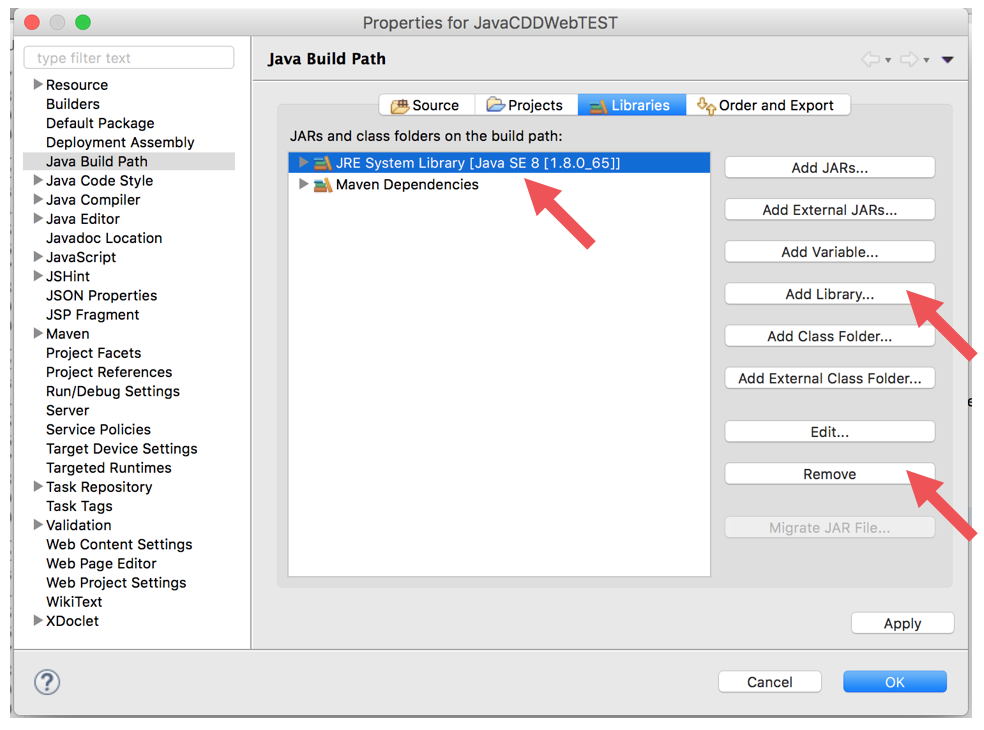 Properties for JavaCDDWebTEST
type filter text
Resource
Builders
Default Package
Deployment Assembly
Java Build Path
Java Code Style
Java Compiler
Java Editor
Javadoc Location
JavaScript
JSHint
JSON Properties
JSP Fragment
Maven
Project Facets
Project References
Run/Debug Settings
Server
Service Policies
Target Device Settings
Targeted Runtimes
Task Repository
Task Tags
Validation
Web Content Settings
Web Page Editor
Web Project Settings
WikiText
XDoclet
Java Build Path
Source Projects Libraries Order and Export
JARs and class folders on the build path:
JRE System Library [Java SE 8 [1.8.0_65]]
Maven Dependencies
Add JARs...
Add External JARs...
Add Variable...
Add Library...
Add Class Folder...
Add External Class Folder...
Edit...
Remove
Migrate JAR File...
Apply
?
Cancel OK